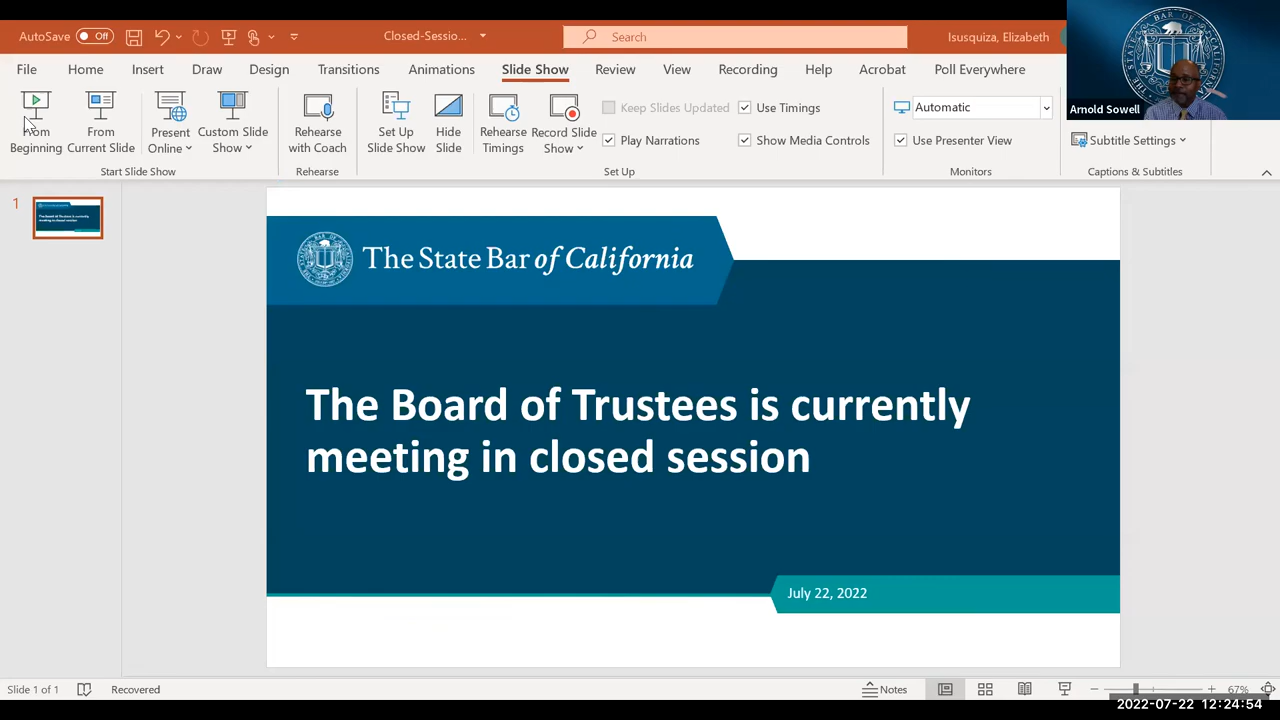 AutoSave Off Closed-Sessio... Search Isusquiza, Elizabeth
File Home Insert Draw Design Transitions Animations Slide Show Review View Recording Help Acrobat Poll Everywhere
Arnold Sowell
From Beginning
From Current Slide
Present Online
Custom Slide Show
Start Slide Show
Rehearse with Coach
Rehearse
Set Up Slide Show
Hide Slide
Rehearse Timings
Record Slide Show
Keep Slides Updated
Play Narrations
Use Timings
Show Media Controls
Set Up
Automatic
Use Presenter View
Monitors
Subtitle Settings
Captions & Subtitles
1
The State Bar of California
The Board of Trustees is currently
meeting in closed session
July 22, 2022
Slide 1 of 1 Recovered Notes 67%
2022-07-22 12:24:54